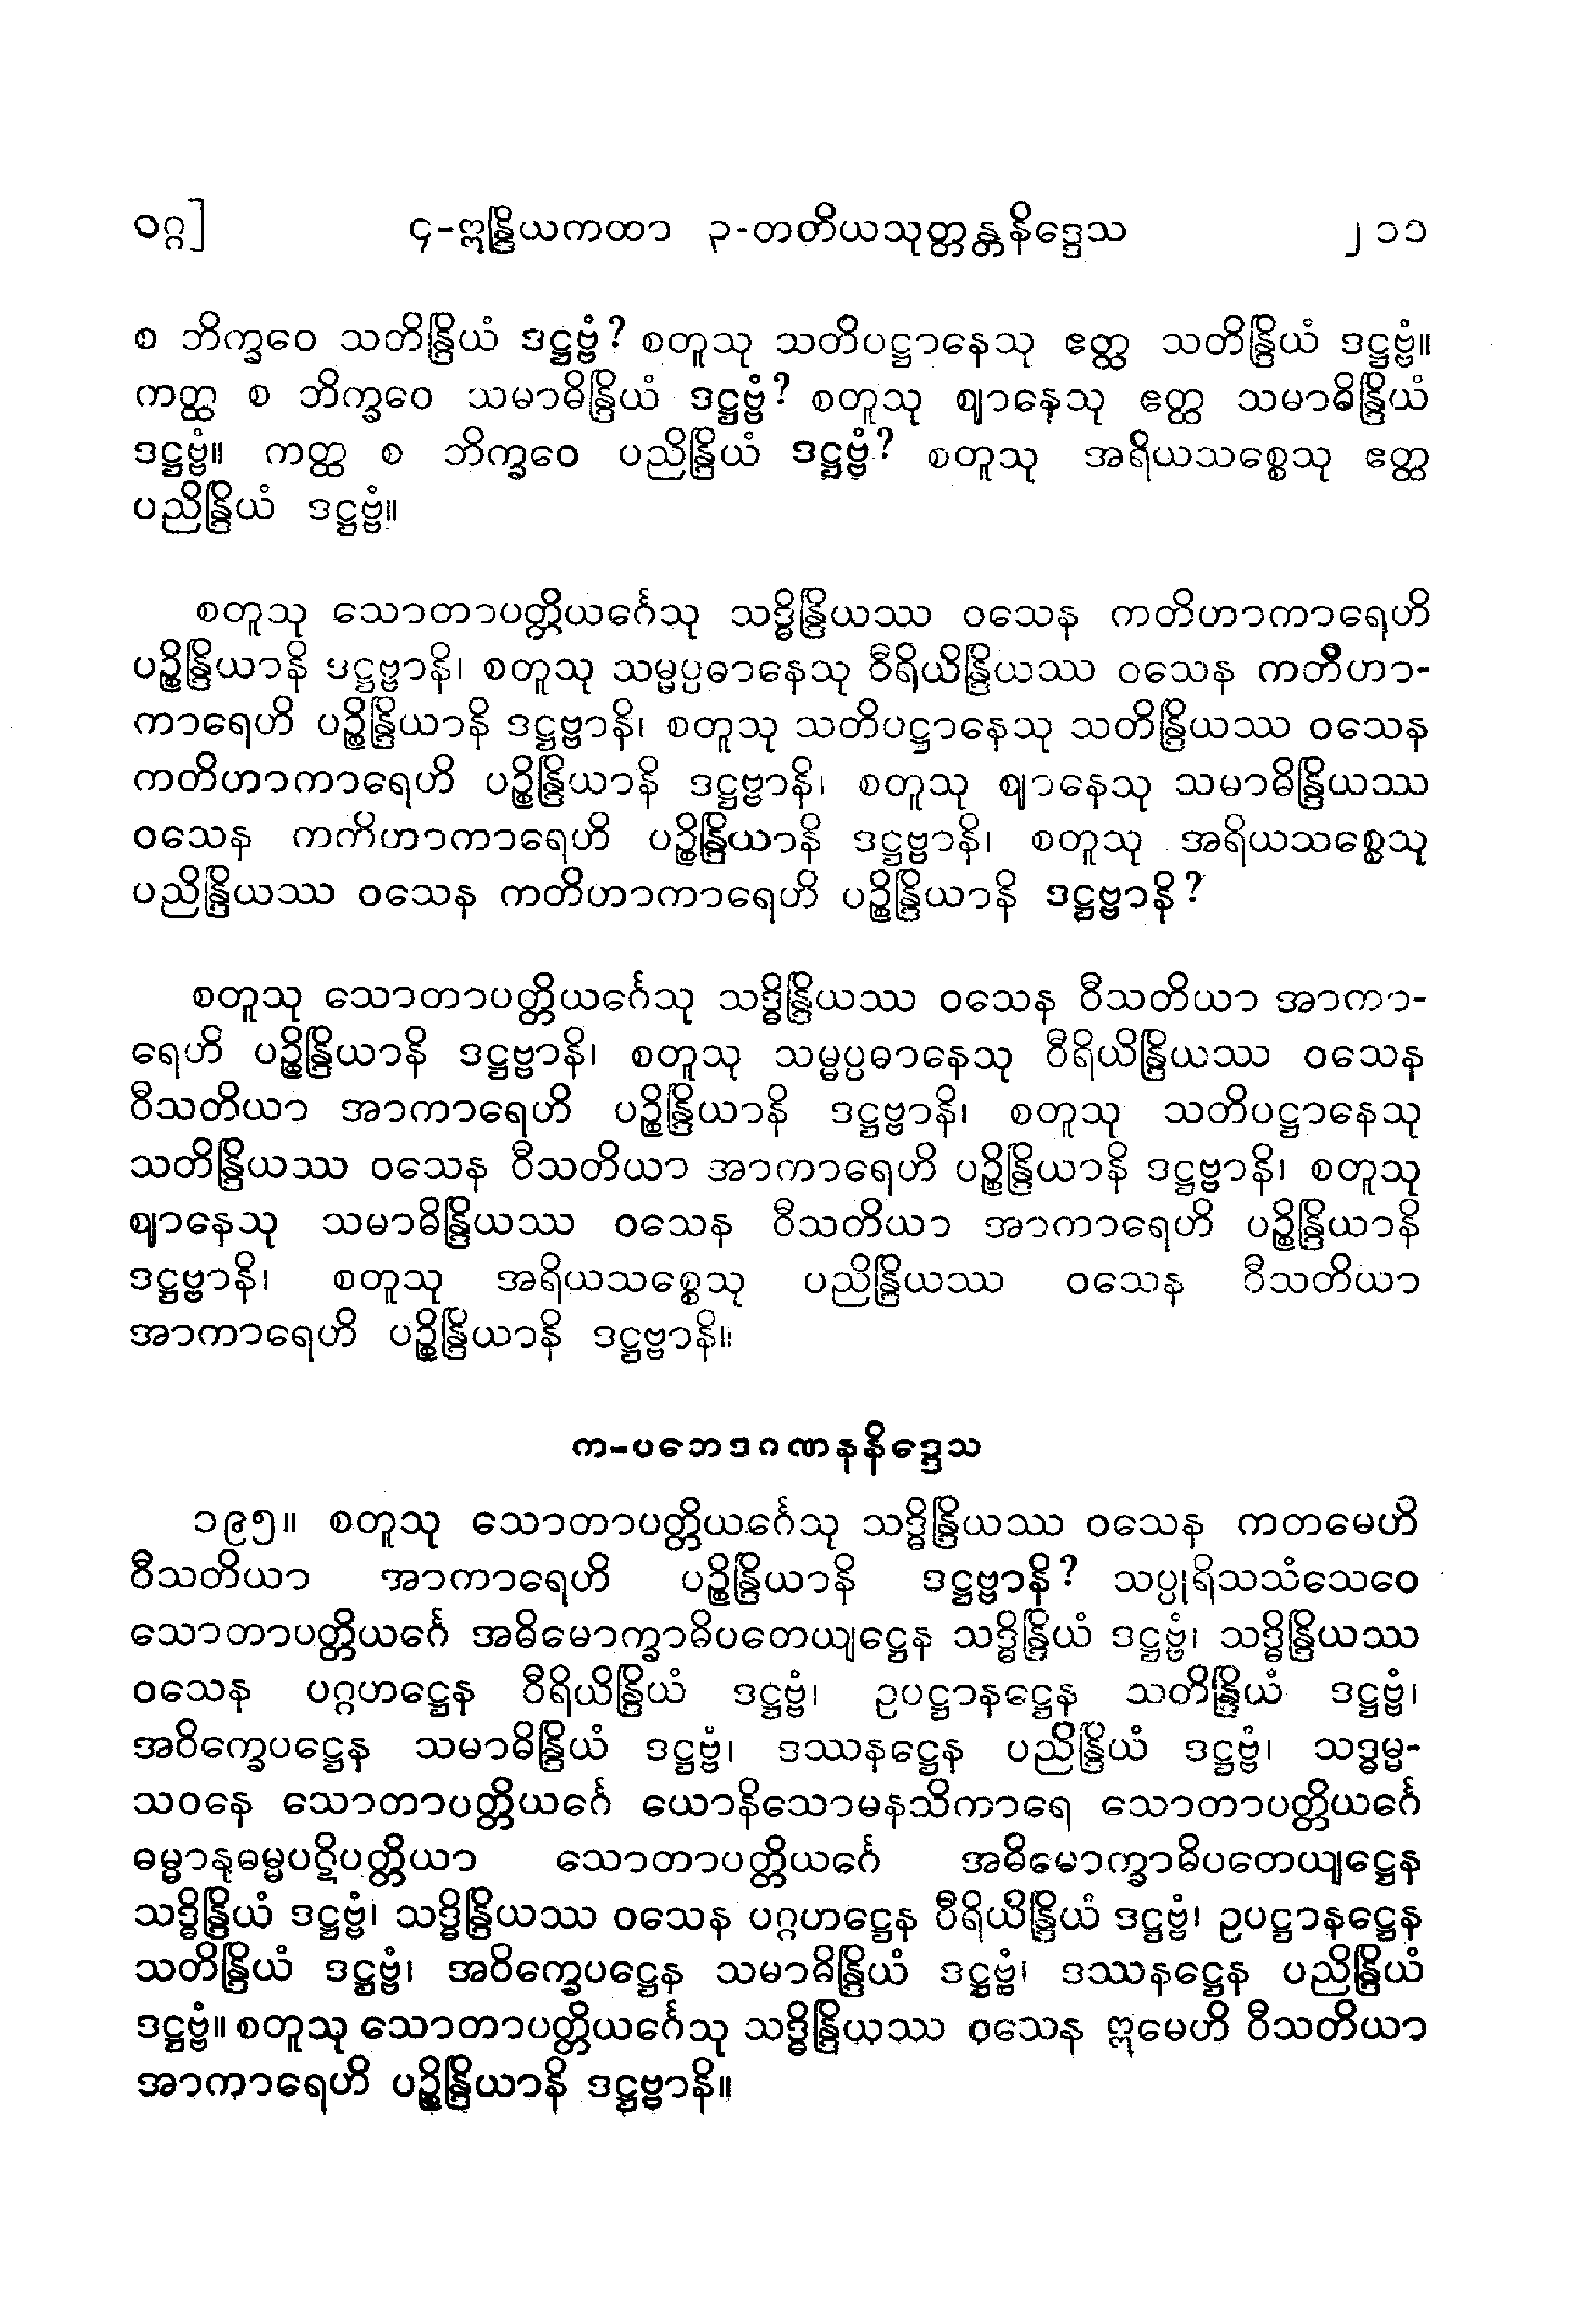 ဝဂ္ဂ]	၄-ဣန္ဒြိယကထာ ၃-တတိယသုတ္တန္တနိဒ္ဒေသ	၂၁၁
စ ဘိက္ခဝေ သတိန္ဒြိယံ ဒဋ္ဌဗ္ဗံ? စတူသု သတိပဋ္ဌာနေသု ဧတ္ထ သတိန္ဒြိယံ ဒဋ္ဌဗ္ဗံ။
ကတ္ထ စ ဘိက္ခဝေ သမာဓိန္ဒြိယံ ဒဋ္ဌဗ္ဗံ? စတူသု ဈာနေသု ဧတ္ထ သမာဓိန္ဒြိယံ
ဒဋ္ဌဗ္ဗံ။ ကတ္ထ စ ဘိက္ခဝေ ပညိန္ဒြိယံ ဒဋ္ဌဗ္ဗံ? စတူသု အရိယသစ္စေသု ဧတ္ထ
ပညိန္ဒြိယံ ဒဋ္ဌဗ္ဗံ။
စတူသု သောတာပတ္တိယင်္ဂေသု သဒ္ဓိန္ဒြိယဿ ဝသေန ကတိဟာကာရေဟိ
ပဉ္စိန္ဒြိယာနိ ဒဋ္ဌဗ္ဗာနိ၊ စတူသု သမ္မပ္ပဓာနေသု ဝီရိယိန္ဒြိယဿ ဝသေန ကတိဟာ-
ကာရေဟိ ပဉ္စိန္ဒြိယာနိ ဒဋ္ဌဗ္ဗာနိ၊ စတူသု သတိပဋ္ဌာနေသု သတိန္ဒြိယဿ ဝသေန
ကတိဟာကာရေဟိ ပဉ္စိန္ဒြိယာနိ ဒဋ္ဌဗ္ဗာနိ၊ စတူသု ဈာနေသု သမာဓိန္ဒြိယဿ
ဝသေန ကကိဟာကာရေဟိ ပဉ္စိန္ဒြိယာနိ ဒဋ္ဌဗ္ဗာနိ၊ စတူသု အရိယသစ္စေသု
ပညိန္ဒြိယဿ ဝသေန ကတိဟာကာရေဟိ ပဉ္စိန္ဒြိယာနိ ဒဋ္ဌဗ္ဗာနိ?
စတူသု သောတာပတ္တိယင်္ဂေသု သဒ္ဓိန္ဒြိယဿ ဝသေန ဝီသတိယာ အာကာ-
ရေဟိ ပဉ္စိန္ဒြိယာနိ ဒဋ္ဌဗ္ဗာနိ၊ စတူသု သမ္မပ္ပဓာနေသု ဝီရိယိန္ဒြိယဿ ဝသေန
ဝီသတိယာ အာကာရေဟိ ပဉ္စိန္ဒြိယာနိ ဒဋ္ဌဗ္ဗာနိ၊ စတူသု သတိပဋ္ဌာနေသု
သတိန္ဒြိယဿ ဝသေန ဝီသတိယာ အာကာရေဟိ ပဉ္စိန္ဒြိယာနိ ဒဋ္ဌဗ္ဗာနိ၊ စတူသု
ဈာနေသု သမာဓိန္ဒြိယဿ ဝသေန ဝီသတိယာ အာကာရေဟိ ပဉ္စိန္ဒြိယာနိ
ဒဋ္ဌဗ္ဗာနိ၊ စတူသု အရိယသစ္စေသု ပညိန္ဒြိယဿ ဝသေန ဝီသတိယာ
အာကာရေဟိ ပဉ္စိန္ဒြိယာနိ ဒဋ္ဌဗ္ဗာနိ။
က-ပဘေဒဂဏနနိဒ္ဒေသ
၁၉၅။ စတူသု သောတာပတ္တိယင်္ဂေသု သဒ္ဓိန္ဒြိယဿ ဝသေန ကတမေဟိ
ဝီသတိယာ အာကာရေဟိ ပဉ္စိန္ဒြိယာနိ ဒဋ္ဌဗ္ဗာနိ? သပ္ပုရိသသံသေဝေ
သောတာပတ္တိယင်္ဂေ အဓိမောက္ခာဓိပတေယျဋ္ဌေန သဒ္ဓိန္ဒြိယံ ဒဋ္ဌဗ္ဗံ၊ သဒ္ဓိန္ဒြိယဿ
ဝသေန ပဂ္ဂဟဋ္ဌေန ဝီရိယိန္ဒြိယံ ဒဋ္ဌဗ္ဗံ၊ ဥပဋ္ဌာနဋ္ဌေန သတိန္ဒြိယံ ဒဋ္ဌဗ္ဗံ၊
အဝိက္ခေပဋ္ဌေန သမာဓိန္ဒြိယံ ဒဋ္ဌဗ္ဗံ၊ ဒဿနဋ္ဌေန ပညိန္ဒြိယံ ဒဋ္ဌဗ္ဗံ၊ သဒ္ဓမ္မ-
သဝနေ သောတာပတ္တိယင်္ဂေ ယောနိသောမနသိကာရေ သောတာပတ္တိယင်္ဂေ
ဓမ္မာနုဓမ္မပဋိပတ္တိယာ သောတာပတ္တိယင်္ဂေ အဓိမောက္ခာဓိပတေယျဋ္ဌေန
သဒ္ဓိန္ဒြိယံ ဒဋ္ဌဗ္ဗံ၊ သဒ္ဓိန္ဒြိယဿ ဝသေန ပဂ္ဂဟဋ္ဌေန ဝီရိယိန္ဒြိယံ ဒဋ္ဌဗ္ဗံ၊ ဥပဋ္ဌာနဋ္ဌေန
သတိန္ဒြိယံ ဒဋ္ဌဗ္ဗံ၊ အဝိက္ခေပဋ္ဌေန သမာဓိန္ဒြိယံ ဒဋ္ဌဗ္ဗံ၊ ဒဿနဋ္ဌေန ပညိန္ဒြိယံ
ဒဋ္ဌဗ္ဗံ။ စတူသု သောတာပတ္တိယင်္ဂေသု သဒ္ဓိန္ဒြိယဿ ဝသေန ဣမေဟိ ဝီသတိယာ
အာကာရေဟိ ပဉ္စိန္ဒြိယာနိ ဒဋ္ဌဗ္ဗာနိ။